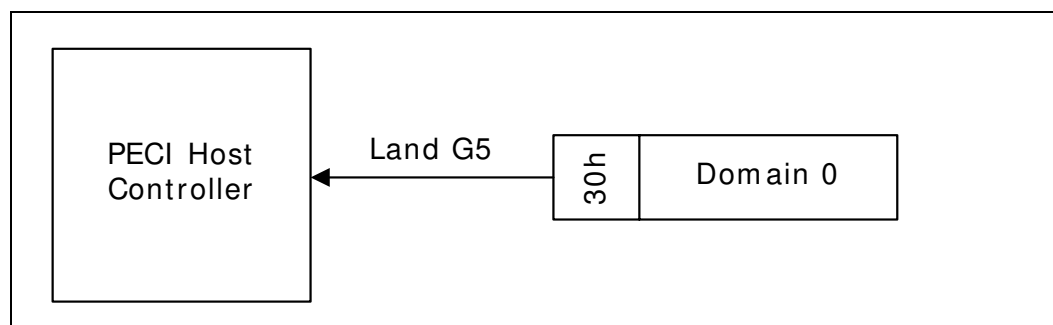 PECI Host
Controller
Land G5
30h
Domain 0